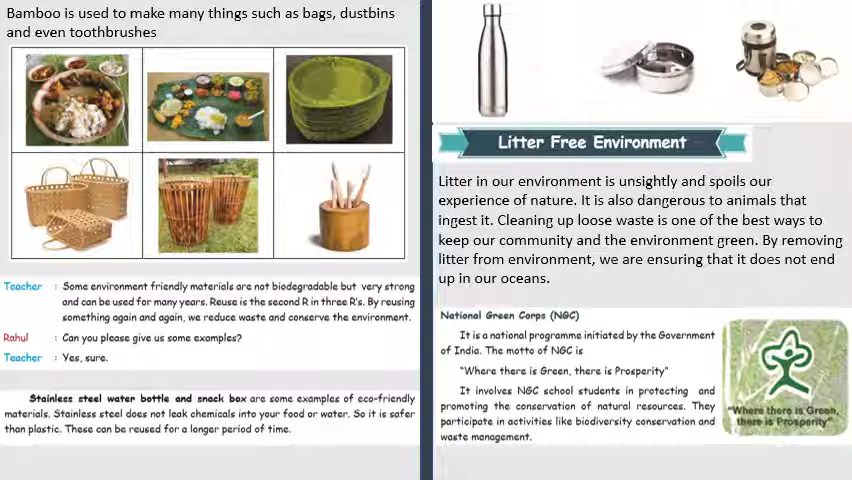 Bamboo is used to make many things such as bags, dustbins
and even toothbrushes
Teacher : Some environment friendly materials are not biodegradable but very strong
and can be used for many years. Reuse is the second R in three R's. By reusing
something again and again, we reduce waste and conserve the environment.
Rahul : Can you please give us some examples?
Teacher : Yes, sure.
Stainless steel water bottle and snack box are some examples of eco-friendly
materials. Stainless steel does not leak chemicals into your food or water. So it is safer
than plastic. These can be reused for a longer period of time.
Litter Free Environment
Litter in our environment is unsightly and spoils our
experience of nature. It is also dangerous to animals that
ingest it. Cleaning up loose waste is one of the best ways to
keep our community and the environment green. By removing
litter from environment, we are ensuring that it does not end
up in our oceans.
National Green Corps (NGC)
It is a national programme initiated by the Government
of India. The motto of NGC is
"Where there is Green, there is Prosperity"
It involves NGC school students in protecting and
promoting the conservation of natural resources. They
participate in activities like biodiversity conservation and
waste management.
"Where there is Green,
there is Prosperity"